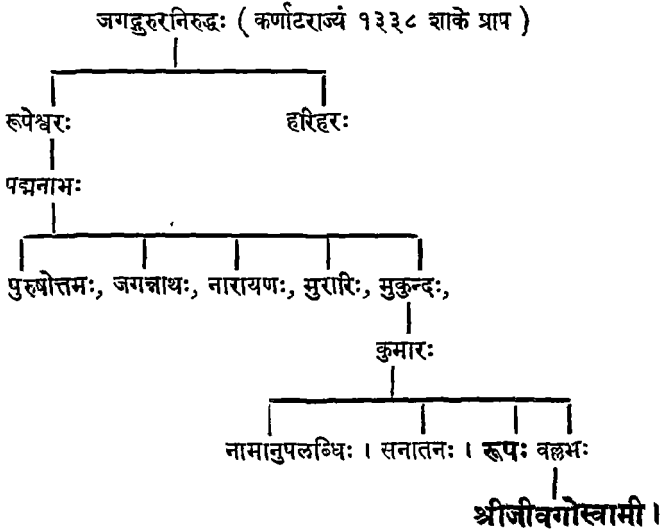 जगद्गुरुरनिरुद्धः ( कर्णाटराज्यं १३३८ शाके प्राप )
रूपेश्वरः हरिहरः
पद्मनाभः
पुरुषोत्तमः, जगन्नाथः, नारायणः, मुरारिः, मुकुन्दः,
कुमारः
नामानुपलब्धिः । सनातनः । रूपः वल्लभः
श्रीजीवगोस्वामी ।